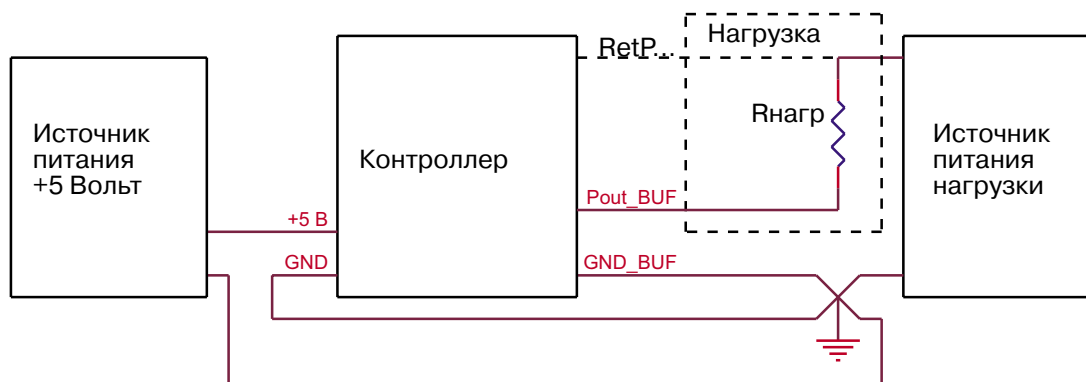 Источник
питания
+5 Вольт
+5 В
GND
Контроллер
RetP...
Нагрузка
Rнагр
Pout_BUF
GND_BUF
Источник
питания
нагрузки